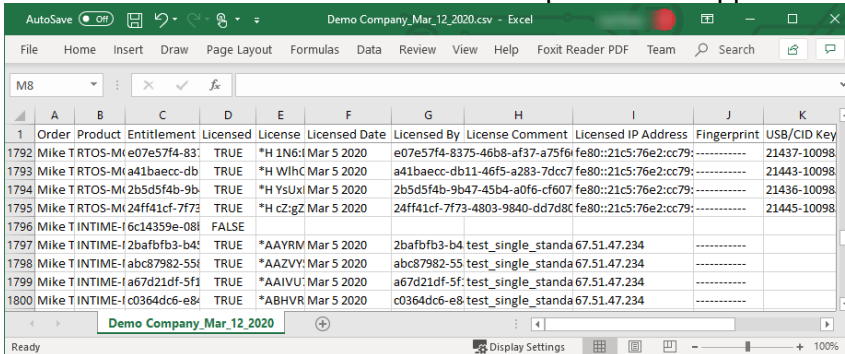 AutoSave Off Demo Company_Mar_12_2020.csv - Excel
File Home Insert Draw Page Layout Formulas Data Review View Help Foxit Reader PDF Team Search
M8 fx
A B C D E F G H I J K
1 Order Product Entitlement Licensed License Licensed Date Licensed By License Comment Licensed IP Address Fingerprint USB/CID Key
1792 Mike T RTOS-M e07e57f4-837 TRUE *H 1N6: Mar 5 2020 e07e57f4-8375-46b8-af37-a75f6 fe80::21c5:76e2:cc79: ----------- 21437-10098
1793 Mike T RTOS-M a41baecc-db TRUE *H WlhC Mar 5 2020 a41baecc-db11-46f5-a283-7dcc7 fe80::21c5:76e2:cc79: ----------- 21443-10098
1794 Mike T RTOS-M 2b5d5f4c-9b TRUE *H YsUx Mar 5 2020 2b5d5f4c-9b47-45b4-a0f6-cf607 fe80::21c5:76e2:cc79: ----------- 21436-10098
1795 Mike T RTOS-M 24ff41cf-7f73 TRUE *H cZ:gZ Mar 5 2020 24ff41cf-7f73-4803-9840-dd7d80 fe80::21c5:76e2:cc79: ----------- 21445-10098
1796 Mike T INTIME- 6c14359e-08 FALSE
1797 Mike T INTIME- 2bafbfb3-b45 TRUE *AAYRM Mar 5 2020 2bafbfb3-b4 test_single_standa 67.51.47.234 -----------
1798 Mike T INTIME- abc87982-558 TRUE *AAZVY Mar 5 2020 abc87982-55 test_single_standa 67.51.47.234 -----------
1799 Mike T INTIME- a67d21df-5f1 TRUE *AAIVU Mar 5 2020 a67d21df-5f test_single_standa 67.51.47.234 -----------
1800 Mike T INTIME- c0364dc6-e84 TRUE *ABHVR Mar 5 2020 c0364dc6-e8 test_single_standa 67.51.47.234 -----------
Demo Company_Mar_12_2020
Ready Display Settings 100%